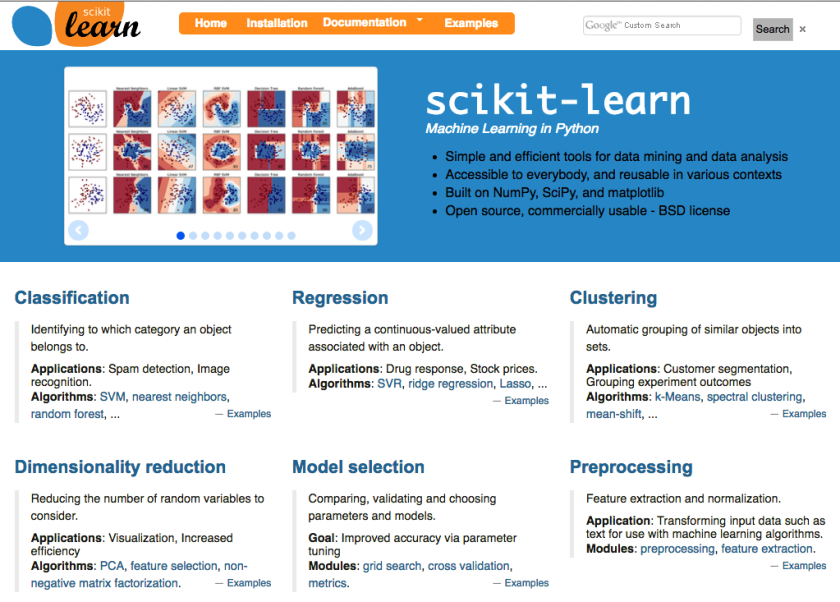 scikit
learn
Home Installation Documentation Examples
Google™ Custom Search
Search ×
Nearest Neighbors Linear SVM RBF SVM Decision Tree Random Forest AdaBoost
scikit-learn
Machine Learning in Python
• Simple and efficient tools for data mining and data analysis
• Accessible to everybody, and reusable in various contexts
• Built on NumPy, SciPy, and matplotlib
• Open source, commercially usable - BSD license
Classification
Identifying to which category an object
belongs to.
Applications: Spam detection, Image
recognition.
Algorithms: SVM, nearest neighbors,
random forest, ... — Examples
Regression
Predicting a continuous-valued attribute
associated with an object.
Applications: Drug response, Stock prices.
Algorithms: SVR, ridge regression, Lasso, ...
— Examples
Clustering
Automatic grouping of similar objects into
sets.
Applications: Customer segmentation,
Grouping experiment outcomes
Algorithms: k-Means, spectral clustering,
mean-shift, ... — Examples
Dimensionality reduction
Reducing the number of random variables to
consider.
Applications: Visualization, Increased
efficiency
Algorithms: PCA, feature selection, non-
negative matrix factorization. — Examples
Model selection
Comparing, validating and choosing
parameters and models.
Goal: Improved accuracy via parameter
tuning
Modules: grid search, cross validation,
metrics. — Examples
Preprocessing
Feature extraction and normalization.
Application: Transforming input data such as
text for use with machine learning algorithms.
Modules: preprocessing, feature extraction.
— Examples